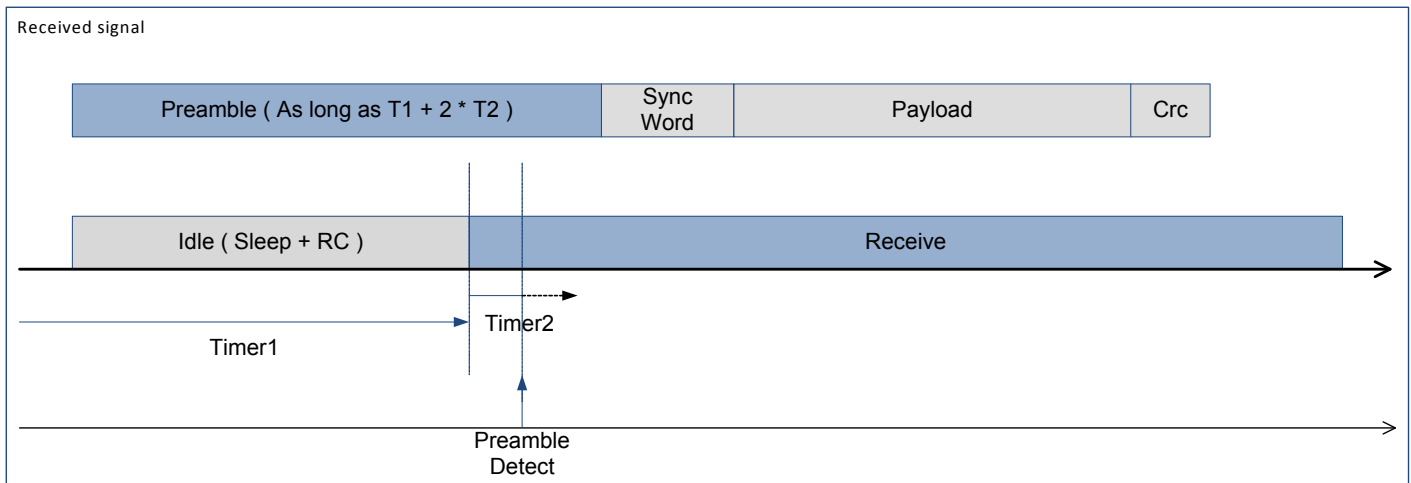 Received signal
Preamble ( As long as T1 + 2 * T2 )
Sync
Word
Payload
Crc
Idle ( Sleep + RC )
Receive
Timer2
Timer1
Preamble
Detect